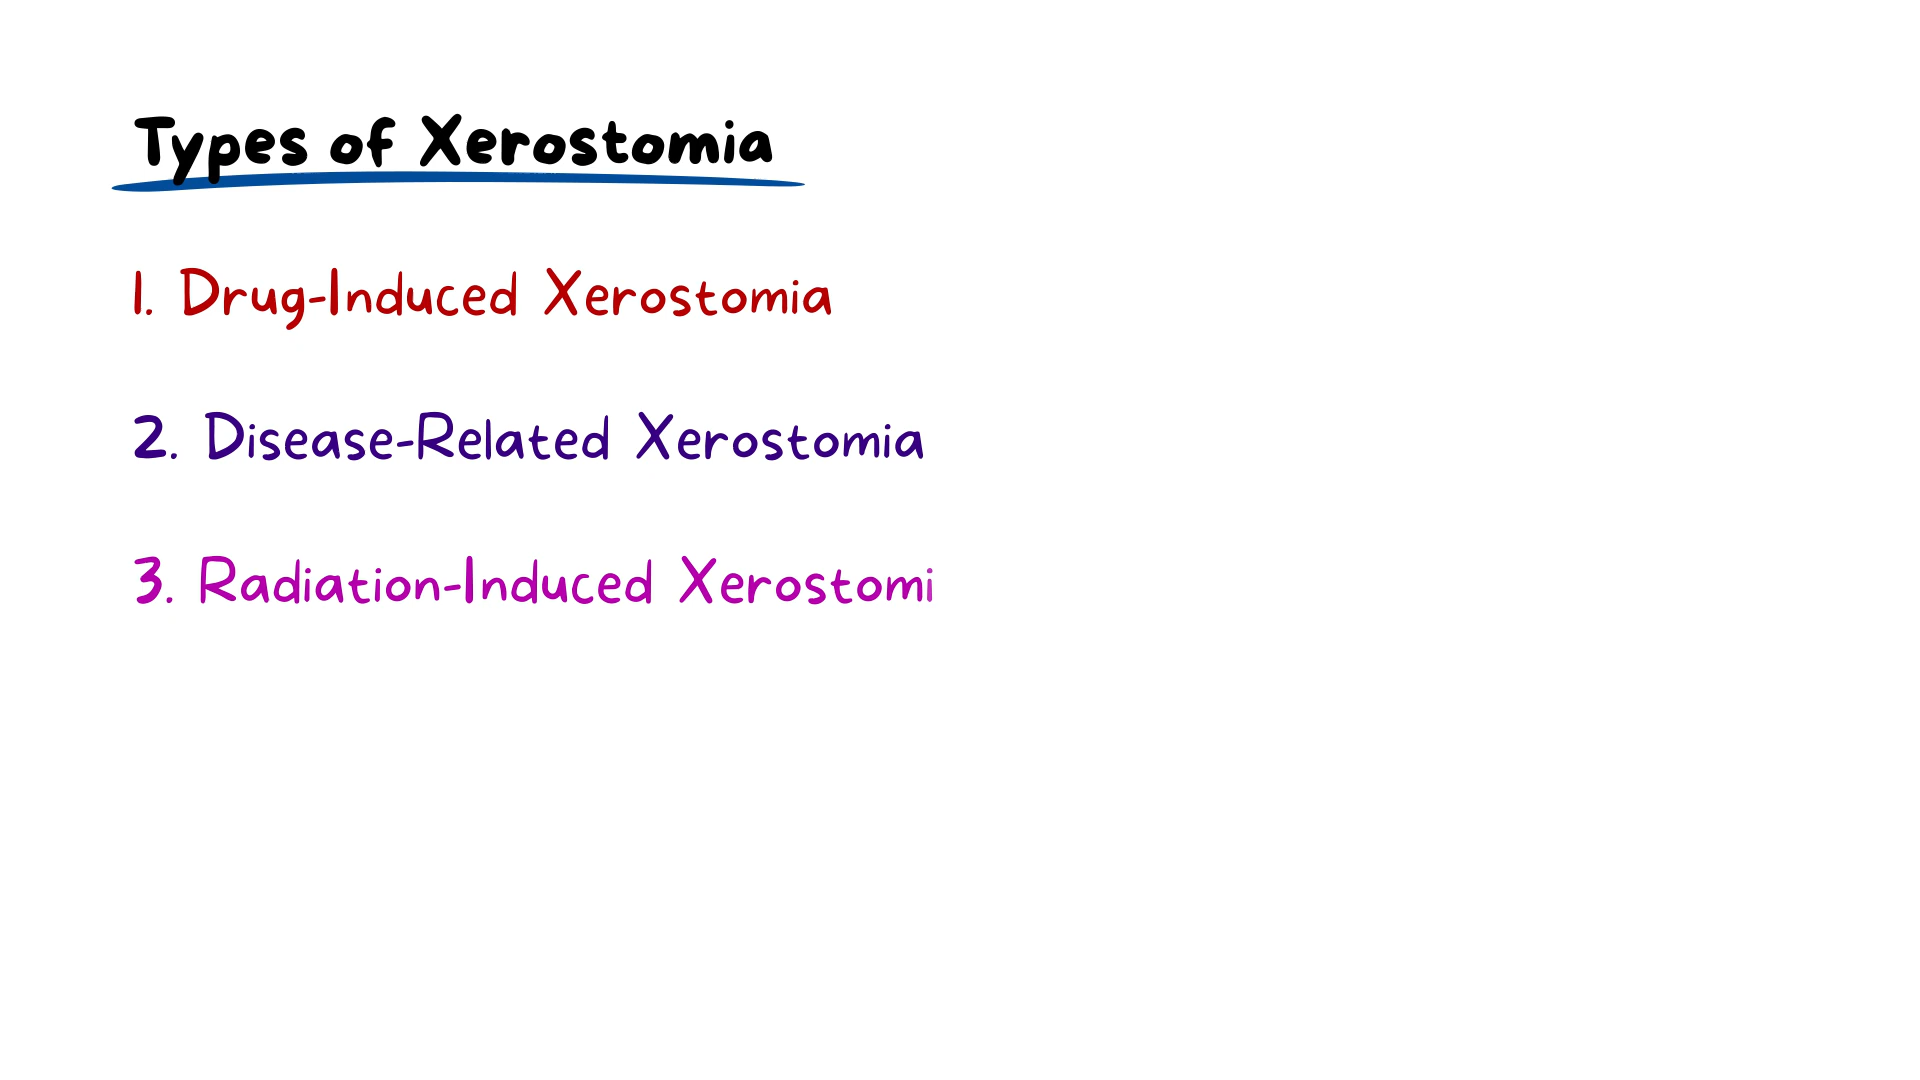 Types of Xerostomia
1. Drug-Induced Xerostomia
2. Disease-Related Xerostomia
3. Radiation-Induced Xerostomi